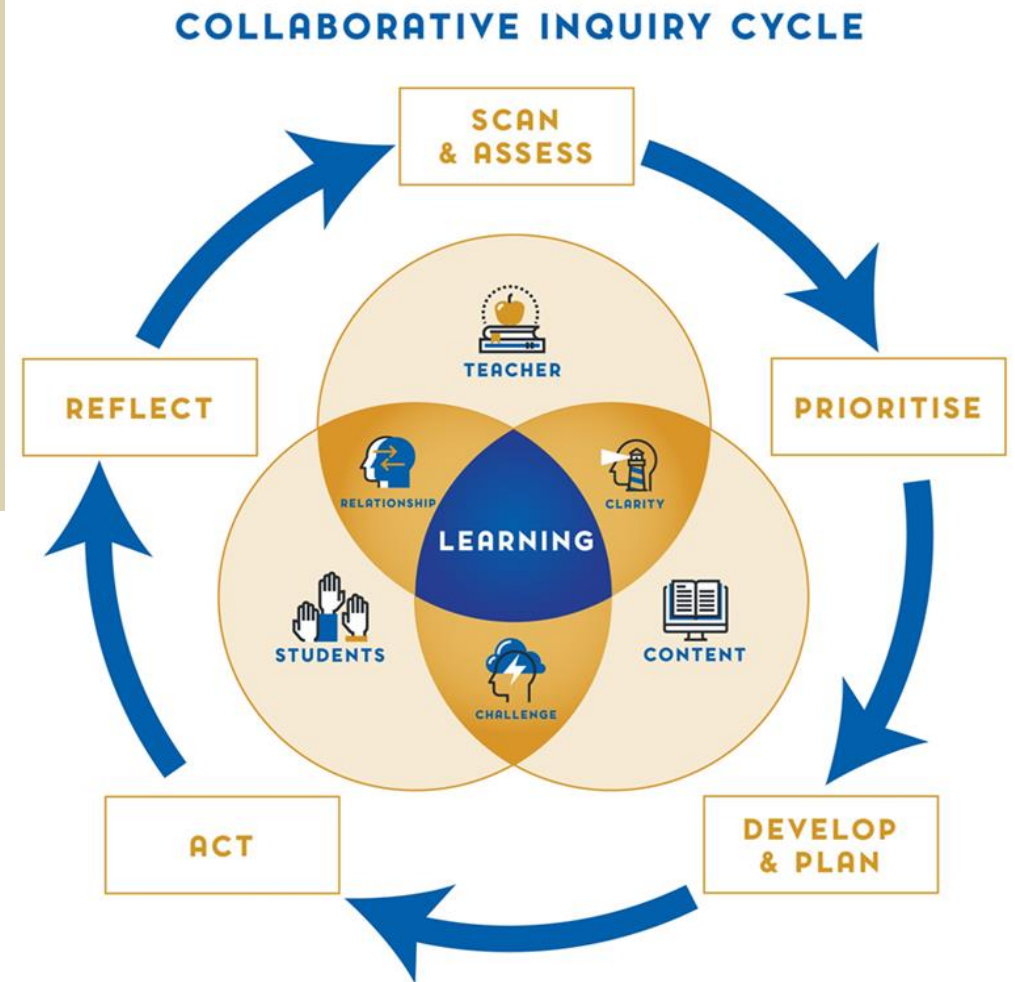 COLLABORATIVE INQUIRY CYCLE
SCAN
& ASSESS
TEACHER
REFLECT
PRIORITISE
RELATIONSHIP
CLARITY
LEARNING
STUDENTS
CONTENT
CHALLENGE
ACT
DEVELOP
& PLAN